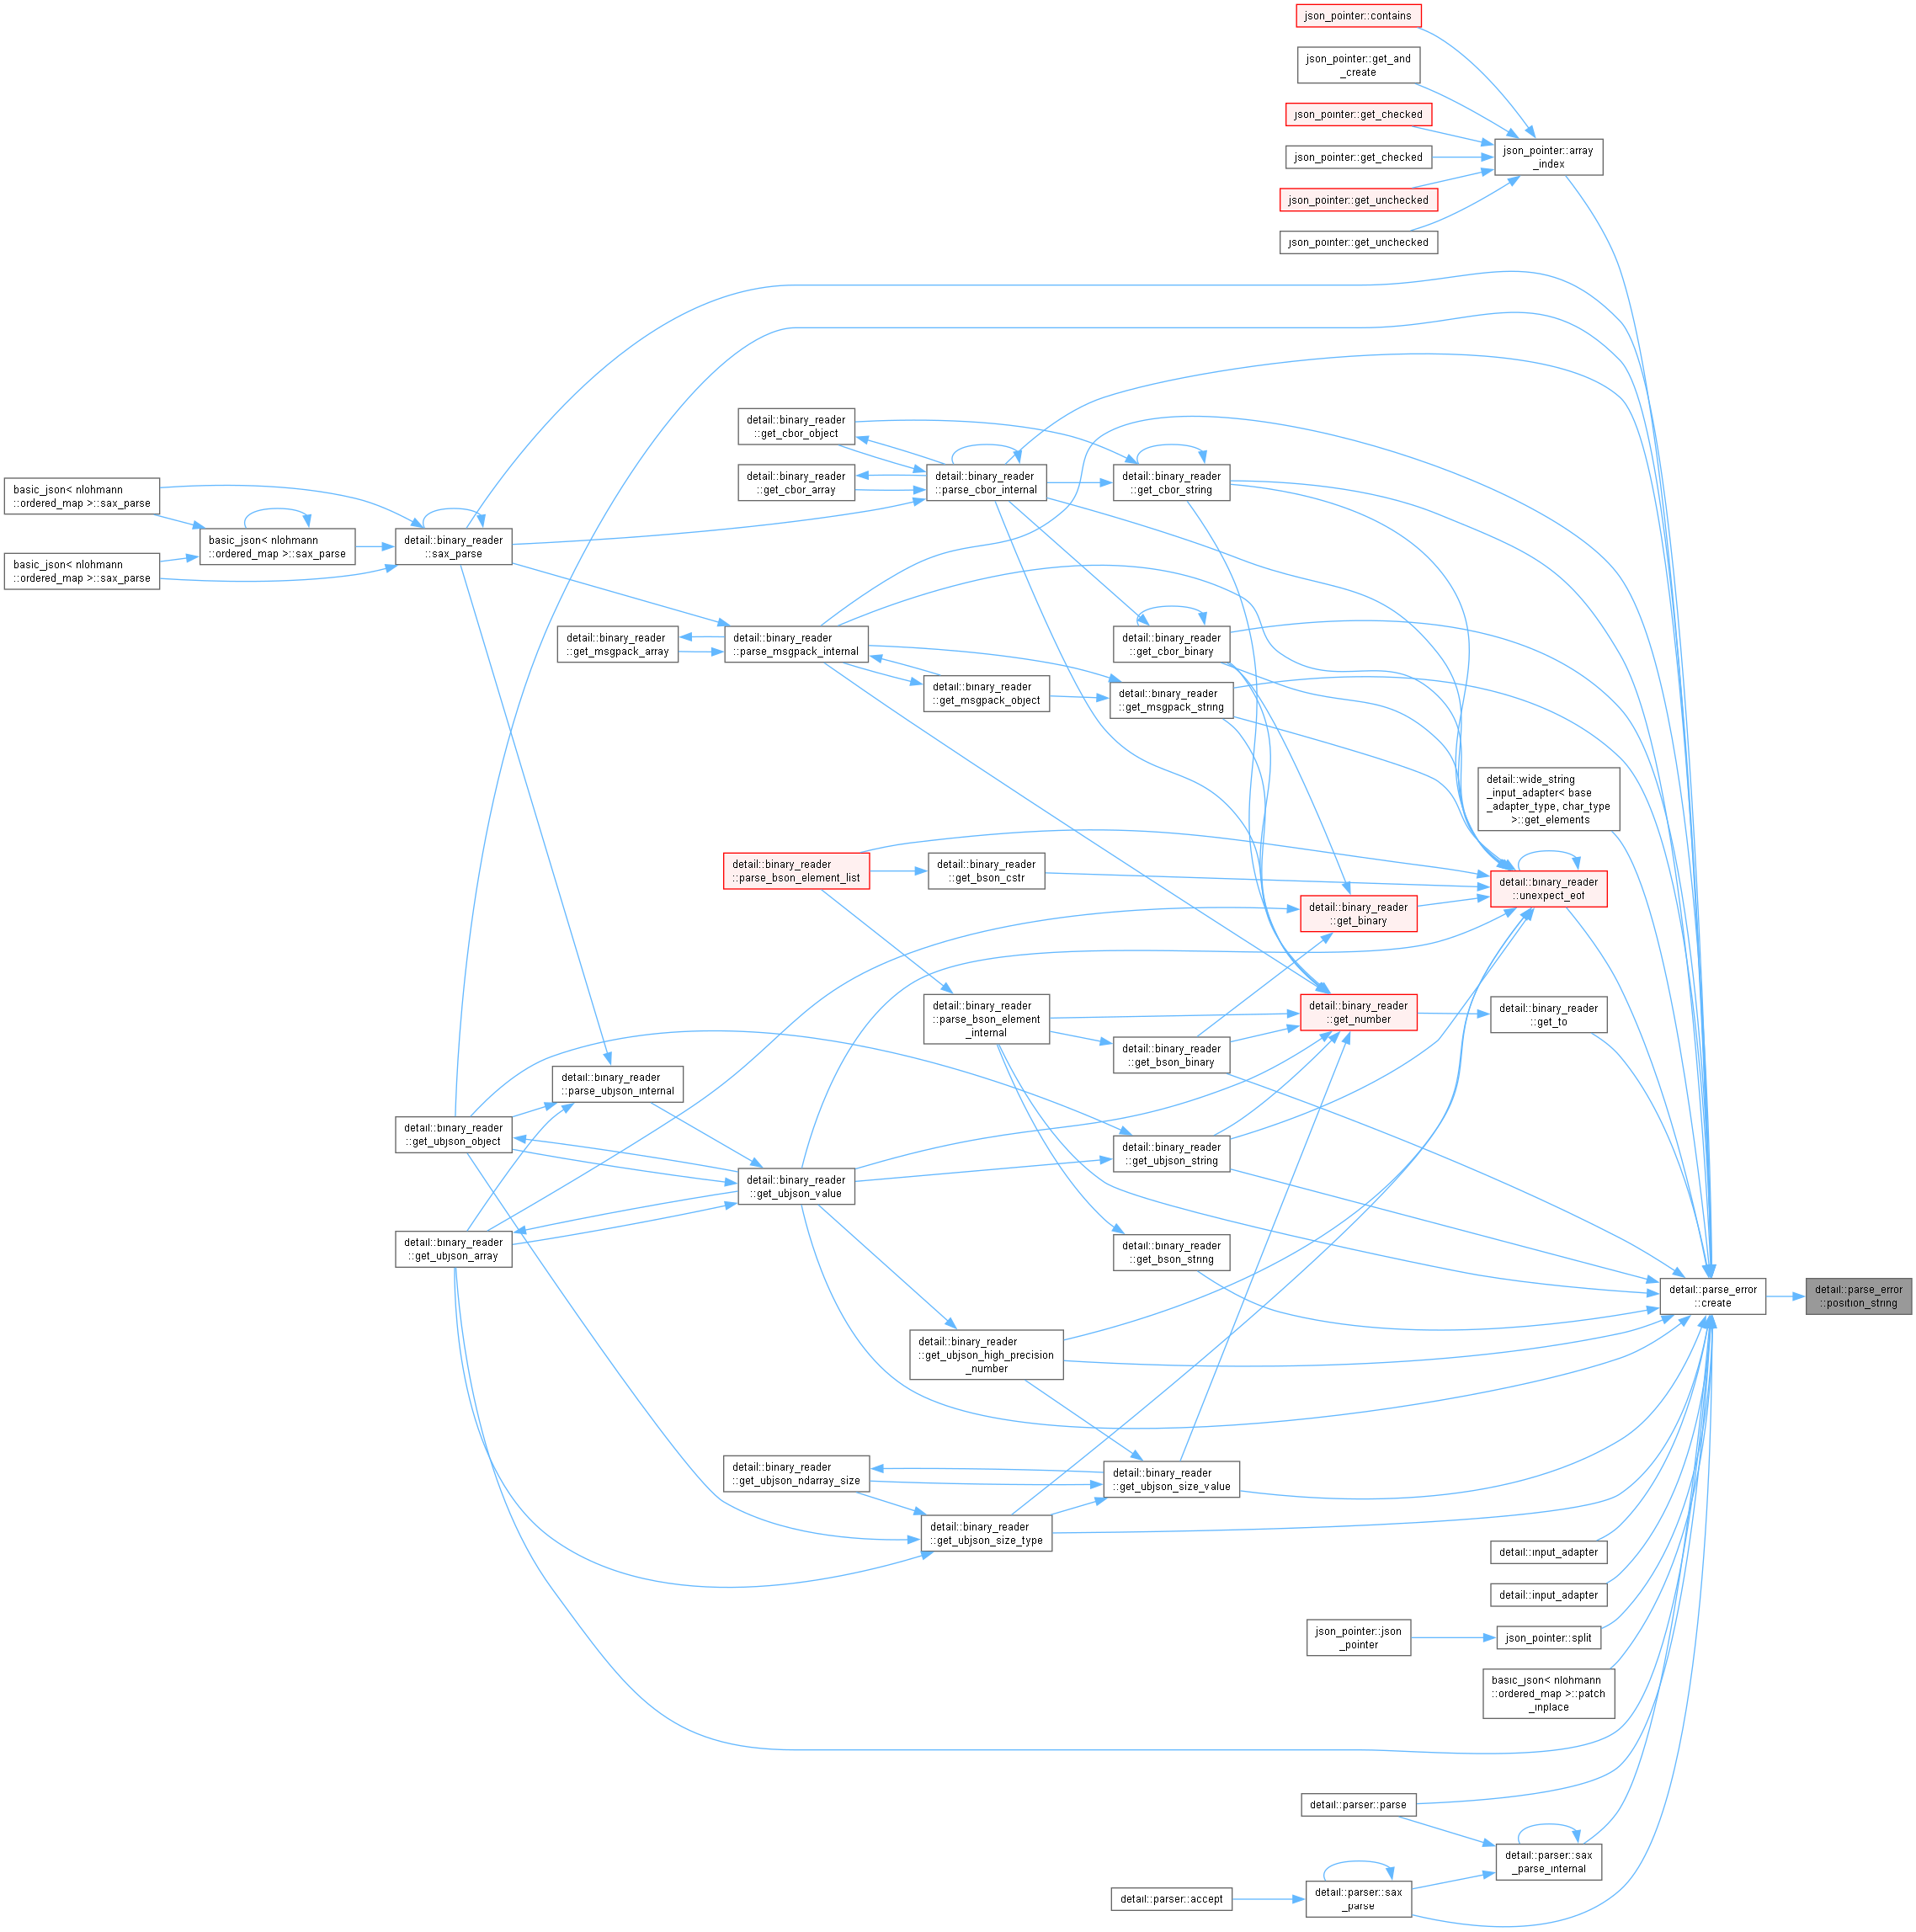 json_pointer::contains
json_pointer::get_and
_create
json_pointer::get_checked
json_pointer::array
_index
json_pointer::get_checked
json_pointer::get_unchecked
json_pointer::get_unchecked
detail::binary_reader
::get_cbor_object
detail::binary_reader
::get_cbor_array
detail::binary_reader
::parse_cbor_internal
detail::binary_reader
::get_cbor_string
basic_json< nlohmann
::ordered_map >::sax_parse
basic_json< nlohmann
::ordered_map >::sax_parse
detail::binary_reader
::sax_parse
basic_json< nlohmann
::ordered_map >::sax_parse
detail::binary_reader
::get_msgpack_array
detail::binary_reader
::parse_msgpack_internal
detail::binary_reader
::get_cbor_binary
detail::binary_reader
::get_msgpack_object
detail::binary_reader
::get_msgpack_string
detail::wide_string
_input_adapter< base
_adapter_type, char_type
>::get_elements
detail::binary_reader
::parse_bson_element_list
detail::binary_reader
::get_bson_cstr
detail::binary_reader
::unexpect_eof
detail::binary_reader
::get_binary
detail::binary_reader
::parse_bson_element
_internal
detail::binary_reader
::get_number
detail::binary_reader
::get_to
detail::binary_reader
::get_bson_binary
detail::binary_reader
::parse_ubjson_internal
detail::binary_reader
::get_ubjson_object
detail::binary_reader
::get_ubjson_string
detail::binary_reader
::get_ubjson_value
detail::binary_reader
::get_ubjson_array
detail::binary_reader
::get_bson_string
detail::parse_error
::create
detail::parse_error
::position_string
detail::binary_reader
::get_ubjson_high_precision
_number
detail::binary_reader
::get_ubjson_ndarray_size
detail::binary_reader
::get_ubjson_size_value
detail::binary_reader
::get_ubjson_size_type
detail::input_adapter
detail::input_adapter
json_pointer::json
_pointer
json_pointer::split
basic_json< nlohmann
::ordered_map >::patch
_inplace
detail::parser::parse
detail::parser::sax
_parse_internal
detail::parser::accept
detail::parser::sax
_parse